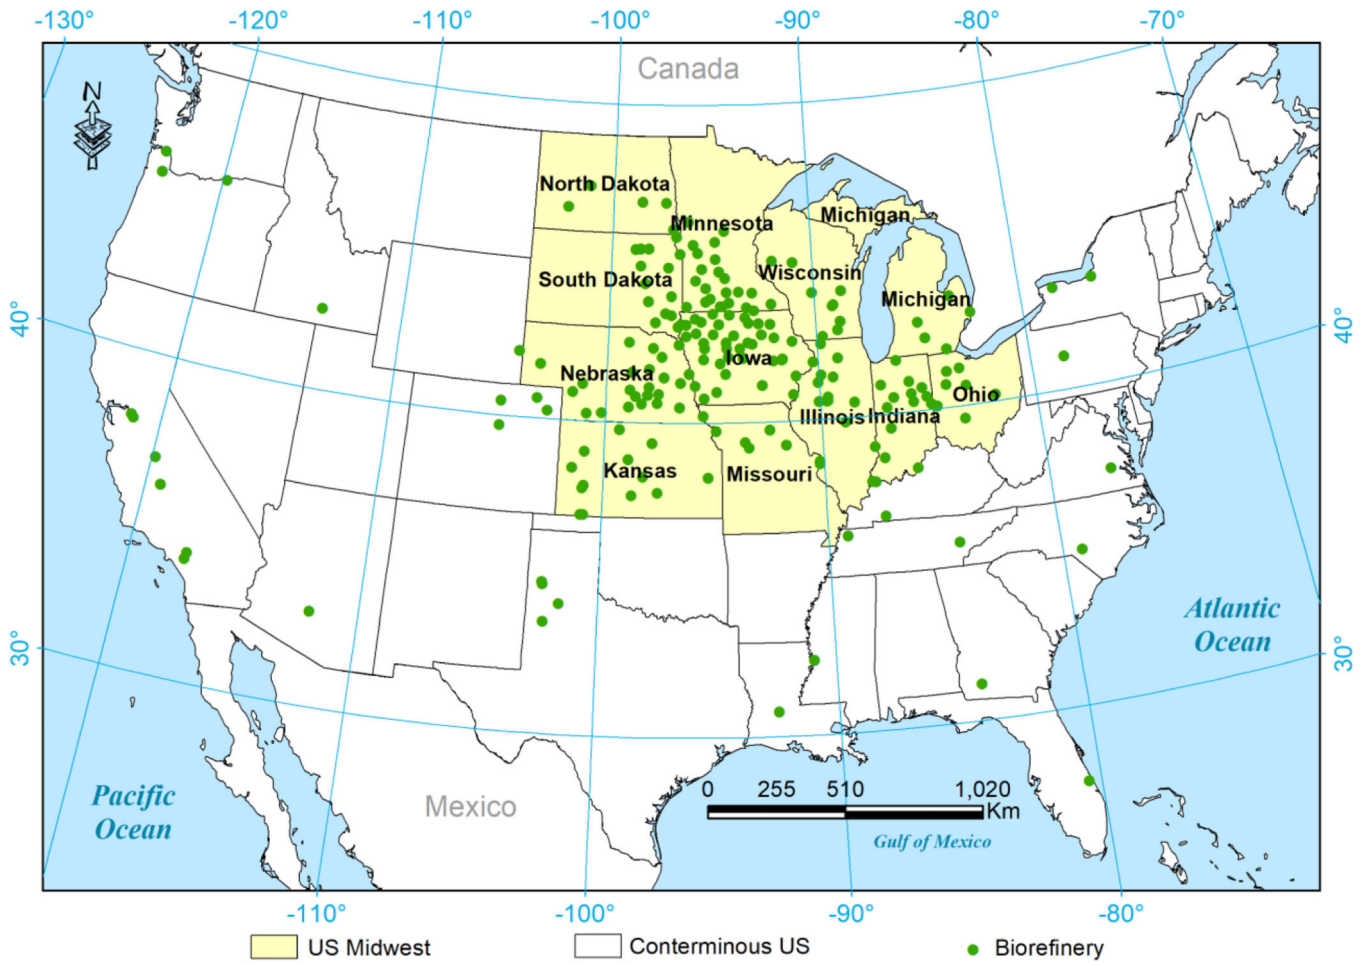 -130° -120° -110° -100° -90° -80° -70°
Canada
N
North Dakota
Michigan
Minnesota
Wisconsin
South Dakota
Michigan
40° 40°
Iowa
Nebraska
Ohio
Illinois Indiana
Kansas
Missouri
Atlantic
Ocean
30° 30°
Pacific
Ocean
Mexico
0 255 510 1,020
Km
Gulf of Mexico
-110° -100° -90° -80°
US Midwest Conterminous US Biorefinery